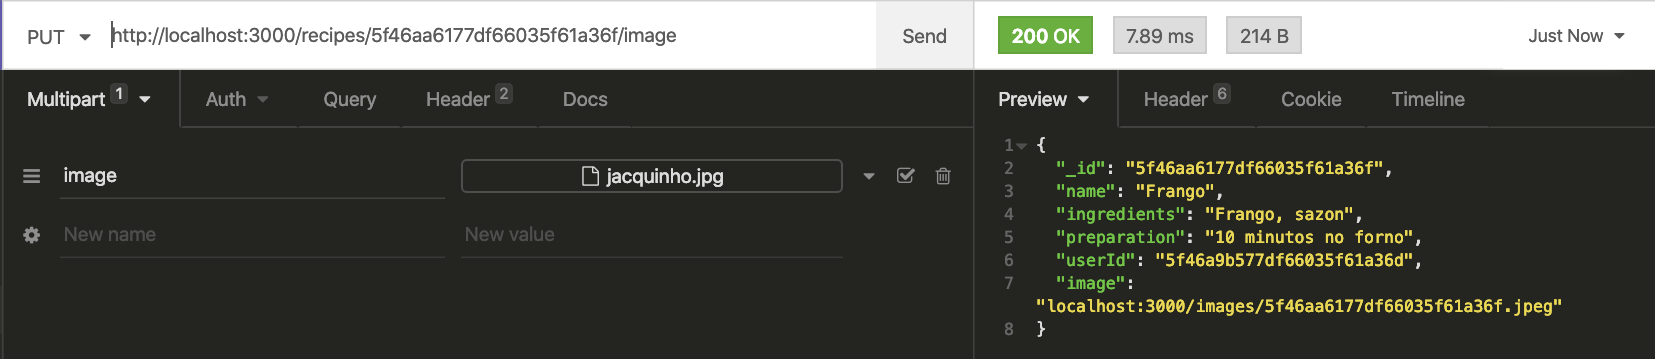 PUT http://localhost:3000/recipes/5f46aa6177df66035f61a36f/image Send
200 OK 7.89 ms 214 B Just Now
Multipart 1 Auth Query Header 2 Docs
image jacquinho.jpg
New name New value
Preview Header 6 Cookie Timeline
1 {
2 "_id": "5f46aa6177df66035f61a36f",
3 "name": "Frango",
4 "ingredients": "Frango, sazon",
5 "preparation": "10 minutos no forno",
6 "userId": "5f46a9b577df66035f61a36d",
7 "image":
"localhost:3000/images/5f46aa6177df66035f61a36f.jpeg"
8 }